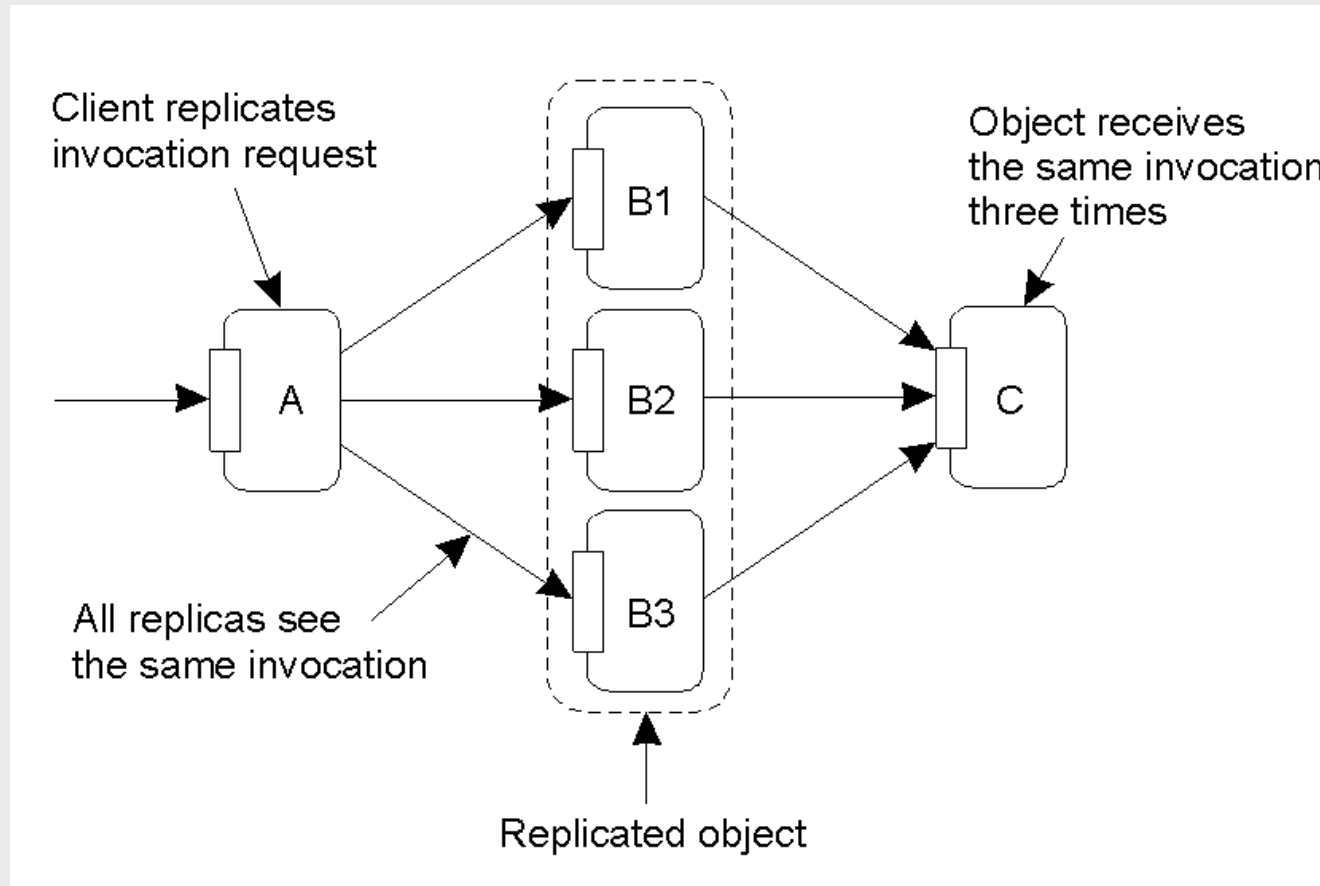 Client replicates
invocation request
Object receives
the same invocation
three times
B1
A
B2
C
B3
All replicas see
the same invocation
Replicated object